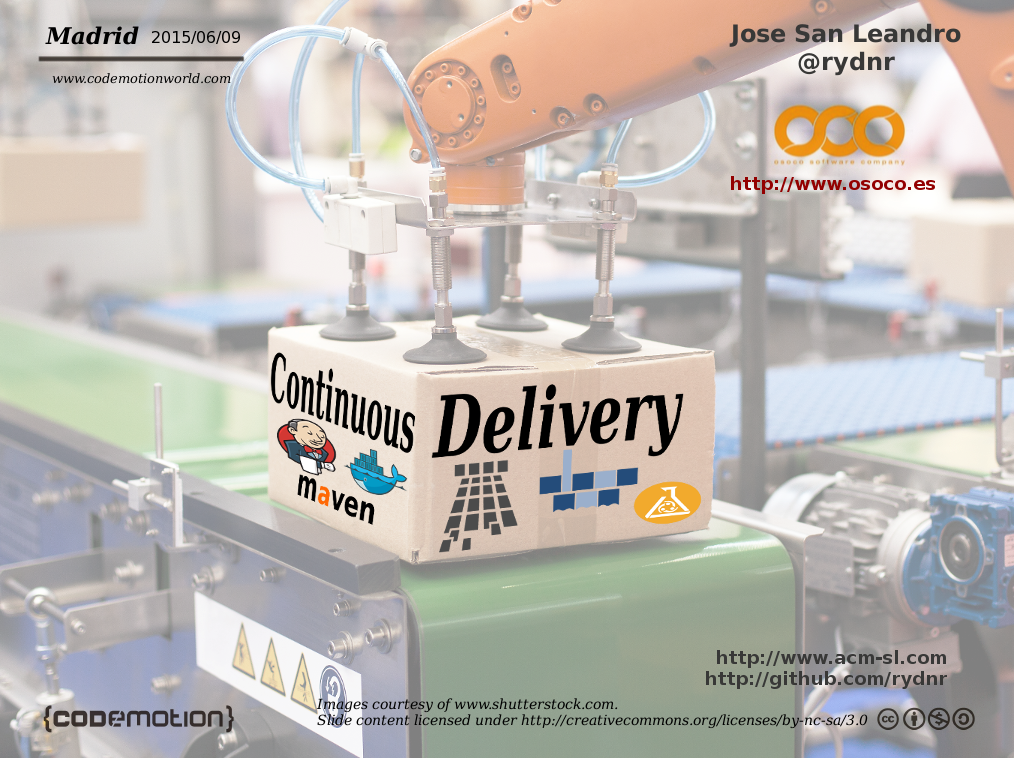 Madrid 2015/06/09
www.codemotionworld.com
Jose San Leandro
@rydnr
osoco software company
http://www.osoco.es
Continuous
Delivery
maven
http://www.acm-sl.com
http://github.com/rydnr
Images courtesy of www.shutterstock.com.
Slide content licensed under http://creativecommons.org/licenses/by-nc-sa/3.0
{codemotion}